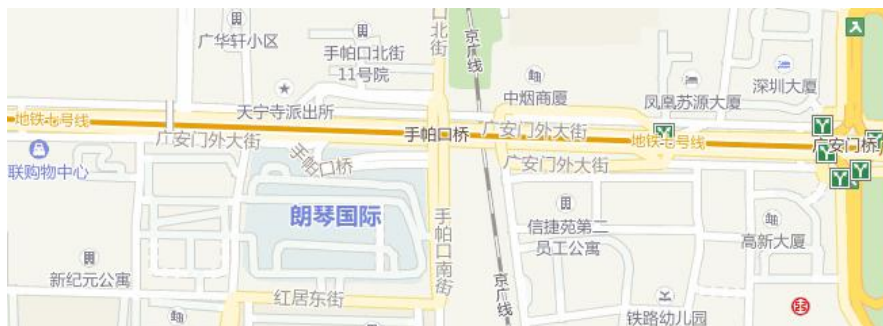 广华轩小区
手帕口北街
11号院
口北街
京广线
中烟商厦
凤凰苏源大厦
深圳大厦
天宁寺派出所
地铁七号线
广安门外大街
手帕口桥
广安门外大街
地铁七号线
广安门桥
联购物中心
手帕口桥
广安门外大街
朗琴国际
手帕口南街
信捷苑第二
员工公寓
高新大厦
新纪元公寓
红居东街
京广线
铁路幼儿园